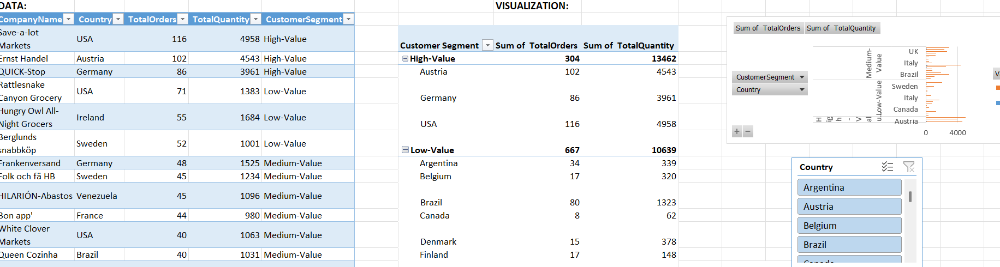 DATA:
VISUALIZATION:
CompanyName Country TotalOrders TotalQuantity CustomerSegment
Save-a-lot Markets USA 116 4958 High-Value
Ernst Handel Austria 102 4543 High-Value
QUICK-Stop Germany 86 3961 High-Value
Rattlesnake Canyon Grocery USA 71 1383 Low-Value
Hungry Owl All-Night Grocers Ireland 55 1684 Low-Value
Berglunds snabbköp Sweden 52 1001 Low-Value
Frankenversand Germany 48 1525 Medium-Value
Folk och fä HB Sweden 45 1234 Medium-Value
HILARIÓN-Abastos Venezuela 45 1096 Medium-Value
Bon app' France 44 980 Medium-Value
White Clover Markets USA 40 1063 Medium-Value
Queen Cozinha Brazil 40 1031 Medium-Value
Customer Segment Sum of TotalOrders Sum of TotalQuantity
High-Value 304 13462
Austria 102 4543
Germany 86 3961
USA 116 4958
Low-Value 667 10639
Argentina 34 339
Belgium 17 320
Brazil 80 1323
Canada 8 62
Denmark 15 378
Finland 17 148
Sum of TotalOrders Sum of TotalQuantity
CustomerSegment
Country
Medium-Value
UK
Italy
Brazil
Low-Value
Sweden
Italy
Canada
High-Valu...
Austria
0 4000
+ −
V
Country
Argentina
Austria
Belgium
Brazil
Canada